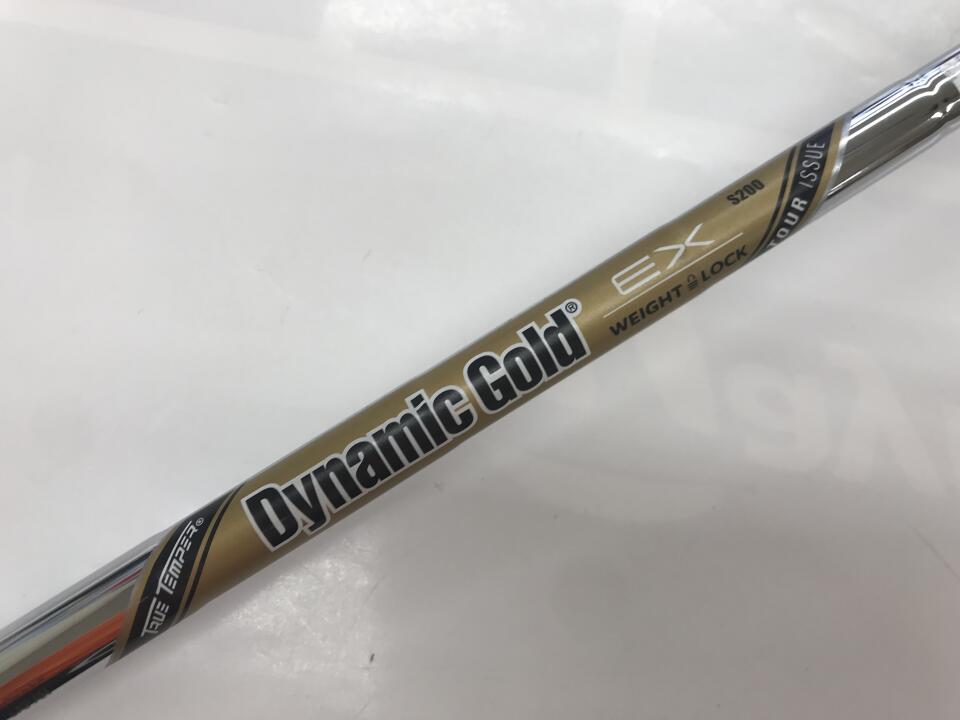 TRUE TEMPER®
Dynamic Gold®
EX
WEIGHT LOCK
S200
TOUR ISSUE